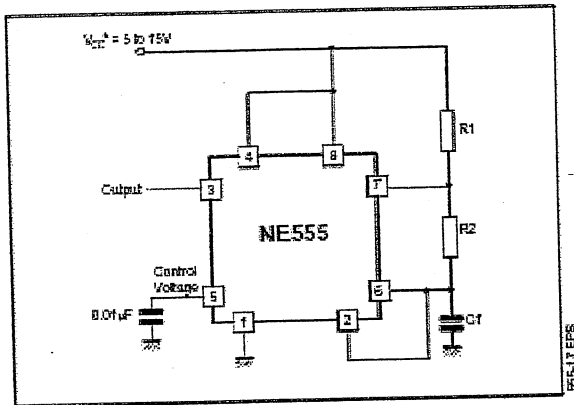 = 5 to 15V
4
8
R1
Output
3
7
NE555
R2
6
Control
Voltage
5
0.01µF
1
2
C1